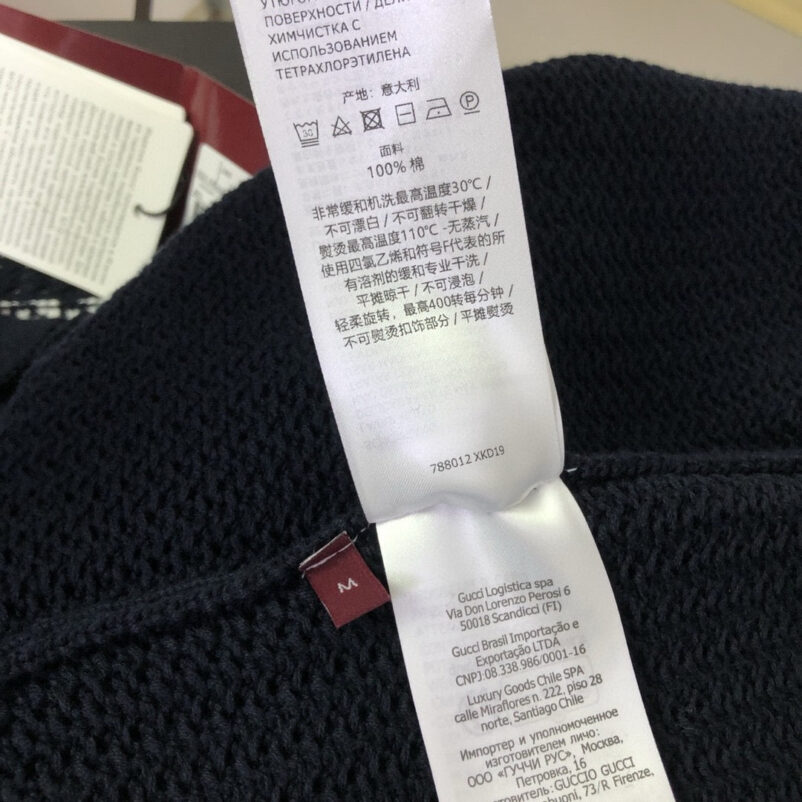 ПОВЕРХНОСТИ /
ХИМЧИСТКА С
ИСПОЛЬЗОВАНИЕМ
ТЕТРАХЛОРЭТИЛЕНА
产地：意大利
30
P
面料
100% 棉
非常缓和机洗最高温度30℃ /
不可漂白 / 不可翻转干燥 /
熨烫最高温度110℃ -无蒸汽 /
使用四氯乙烯和符号F代表的所
有溶剂的缓和专业干洗 /
平摊晾干 / 不可浸泡 /
轻柔旋转，最高400转每分钟 /
不可熨烫扣饰部分 / 平摊熨烫
788012 XKD19
M
Gucci Logistica spa
Via Don Lorenzo Perosi 6
50018 Scandicci (FI)
Gucci Brasil Importação e
Exportação LTDA
CNPJ:08.338.986/0001-16
Luxury Goods Chile SPA
calle Miraflores n. 222, piso 28
norte, Santiago Chile
Импортер и уполномоченное
изготовителем лицо:
ООО «ГУЧЧИ РУС», Москва,
Петровка, 16
GUCCIO GUCCI
73/R Firenze,